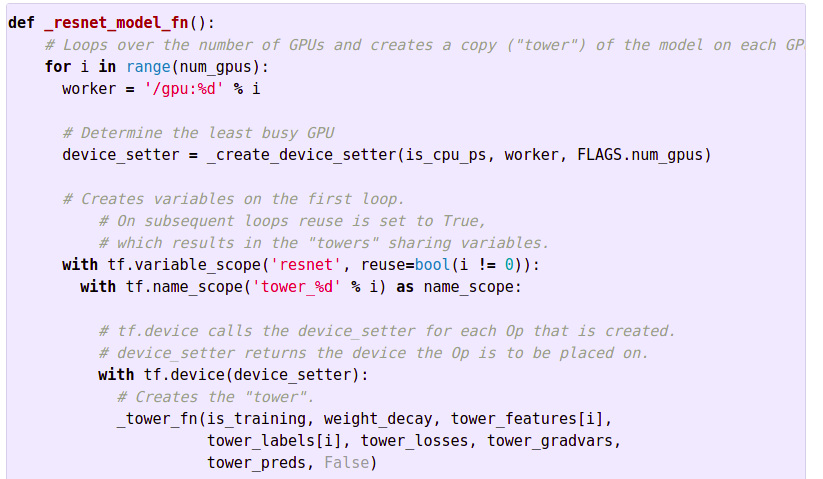 def _resnet_model_fn():
    # Loops over the number of GPUs and creates a copy ("tower") of the model on each GPU
    for i in range(num_gpus):
      worker = '/gpu:%d' % i
      # Determine the least busy GPU
      device_setter = _create_device_setter(is_cpu_ps, worker, FLAGS.num_gpus)
      # Creates variables on the first loop.
          # On subsequent loops reuse is set to True,
          # which results in the "towers" sharing variables.
      with tf.variable_scope('resnet', reuse=bool(i != 0)):
        with tf.name_scope('tower_%d' % i) as name_scope:
          # tf.device calls the device_setter for each Op that is created.
          # device_setter returns the device the Op is to be placed on.
          with tf.device(device_setter):
            # Creates the "tower".
            _tower_fn(is_training, weight_decay, tower_features[i],
                      tower_labels[i], tower_losses, tower_gradvars,
                      tower_preds, False)